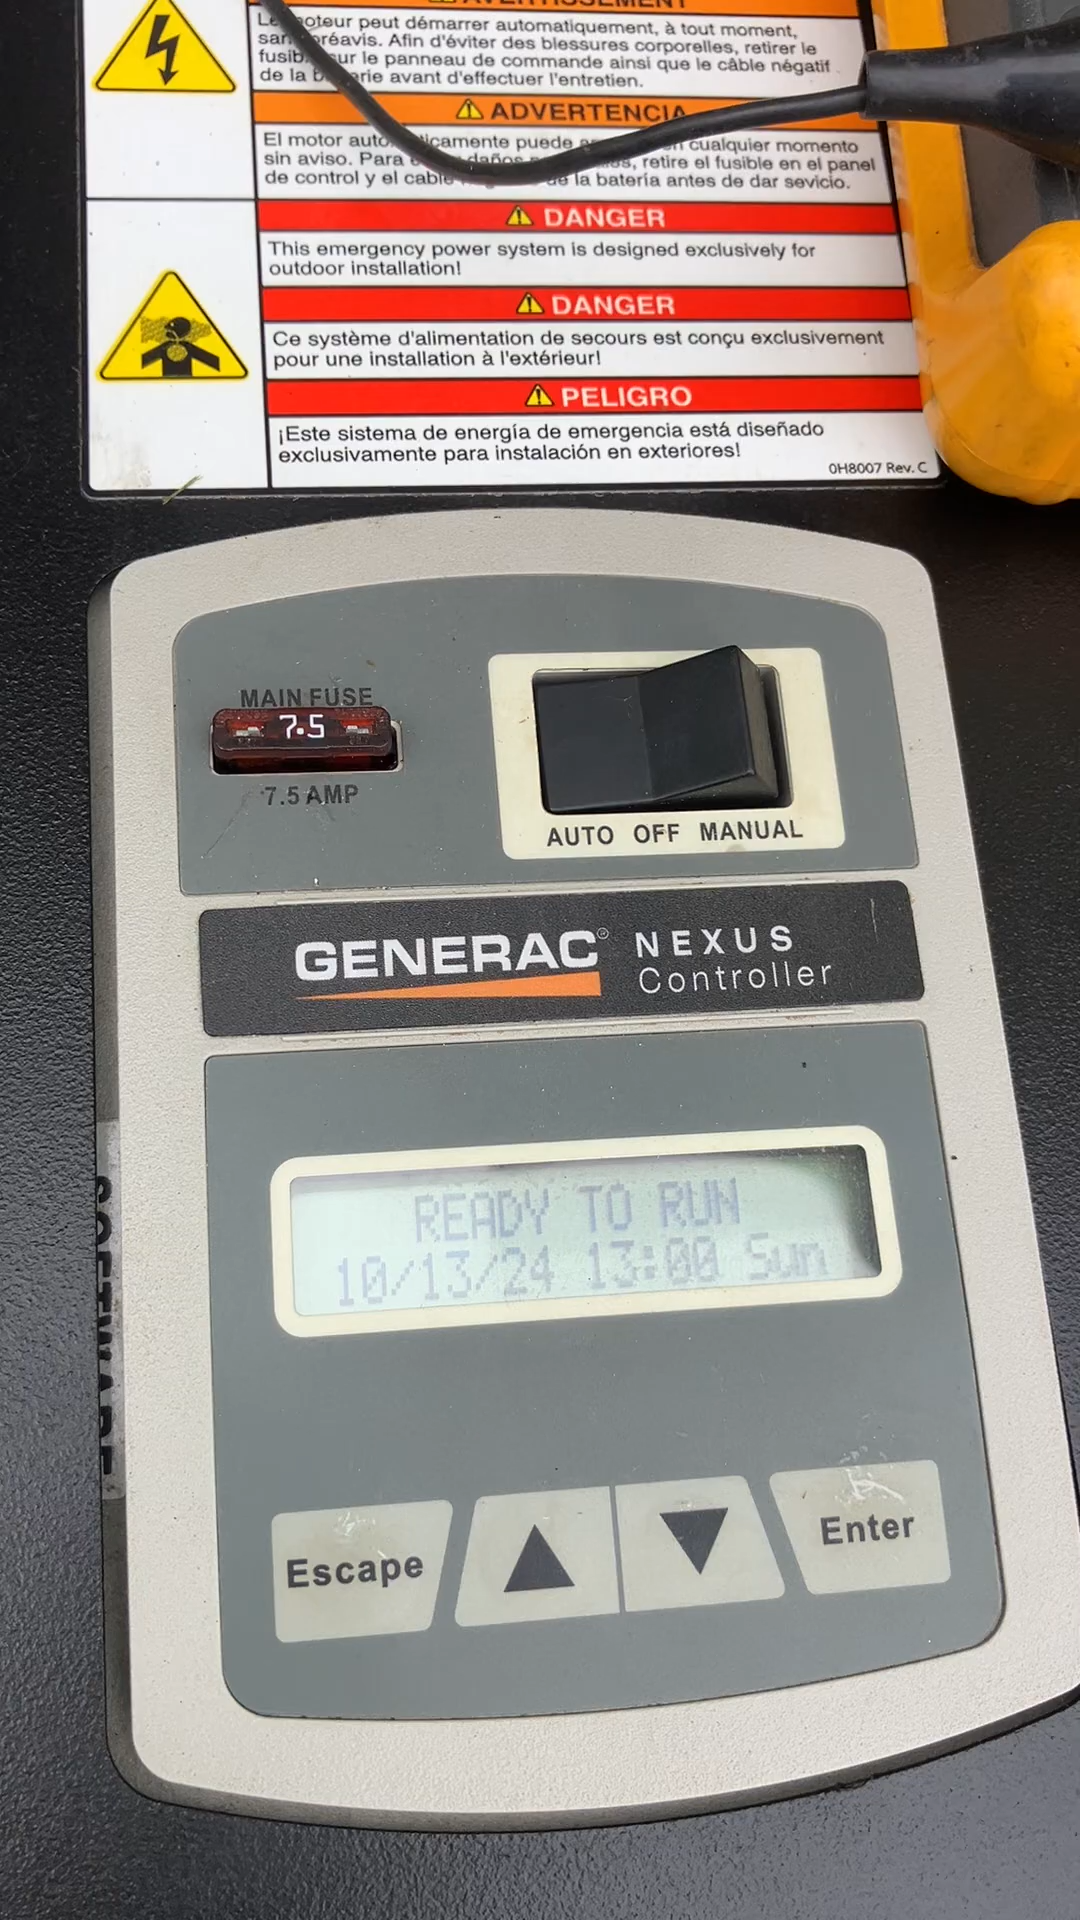 AVERTISSEMENT
Le moteur peut démarrer automatiquement, à tout moment,
sans préavis. Afin d'éviter des blessures corporelles, retirer le
fusible sur le panneau de commande ainsi que le câble négatif
de la batterie avant d'effectuer l'entretien.
ADVERTENCIA
El motor automáticamente puede en cualquier momento
sin aviso. Para daños retire el fusible en el panel
de control y el cable de la batería antes de dar sevicio.
DANGER
This emergency power system is designed exclusively for
outdoor installation!
DANGER
Ce système d'alimentation de secours est conçu exclusivement
pour une installation à l'extérieur!
PELIGRO
¡Este sistema de energía de emergencia está diseñado
exclusivamente para instalación en exteriores!
0H8007 Rev. C
MAIN FUSE
7.5
7.5 AMP
AUTO OFF MANUAL
GENERAC® NEXUS
Controller
READY TO RUN
10/13/24 13:00 Sun
Escape
Enter
SOFTWARE